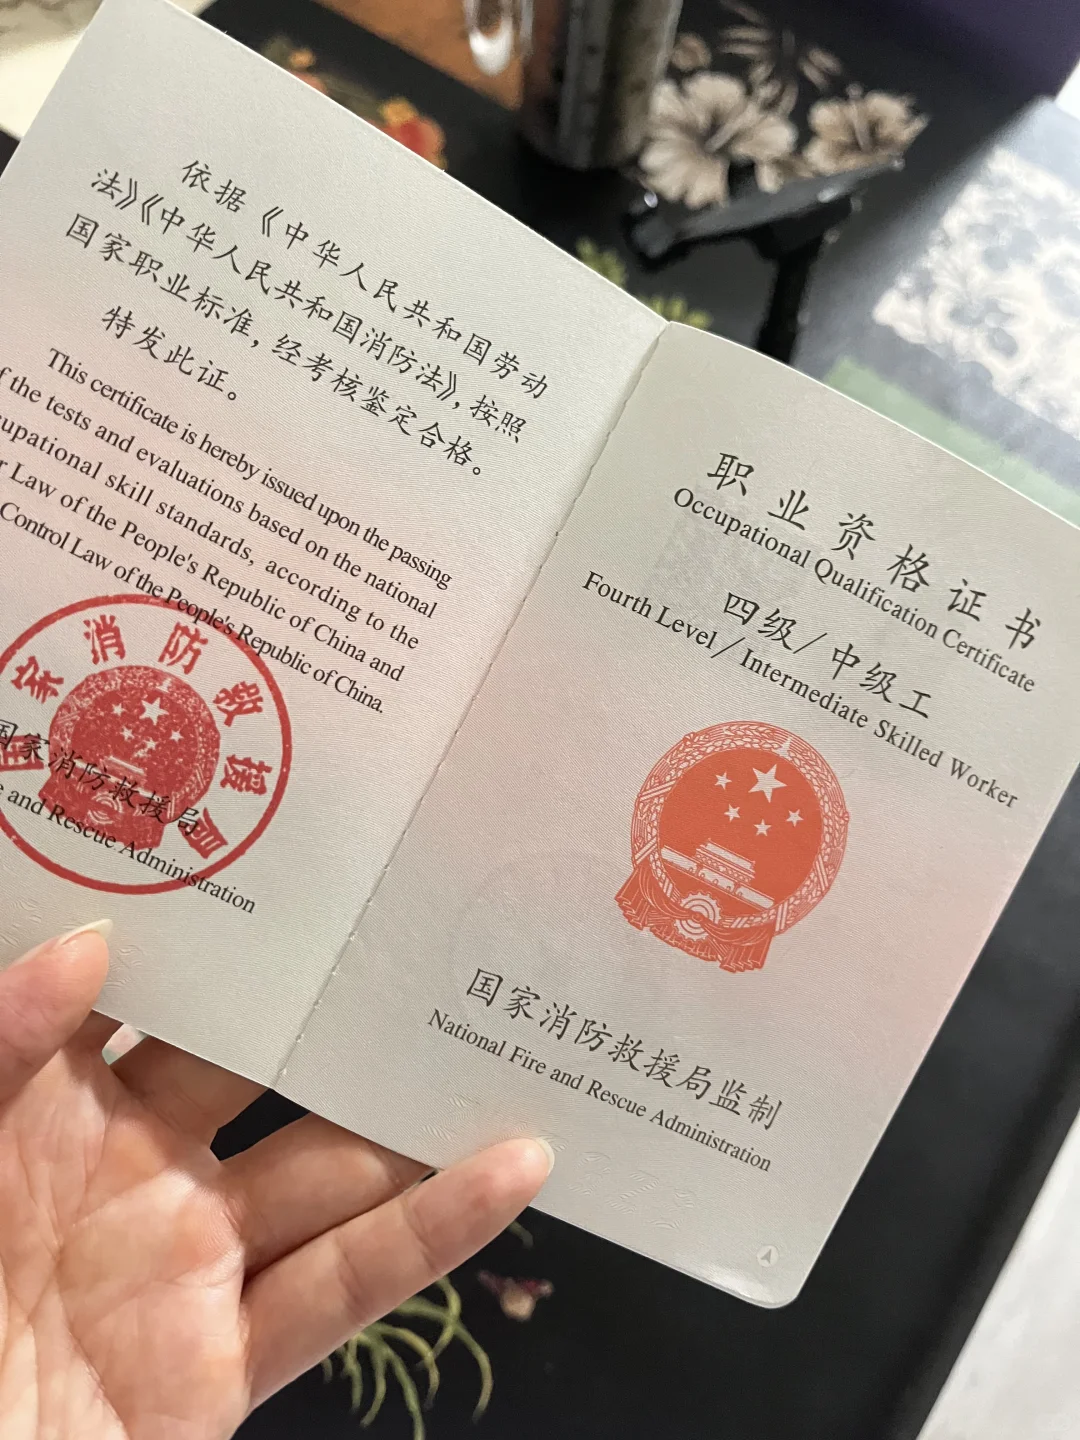 依据《中华人民共和国劳动
法》《中华人民共和国消防法》，按照
国家职业标准，经考核鉴定合格。
特发此证。
This certificate is hereby issued upon the passing
the tests and evaluations based on the national
skill standards, according to the
Law of the People's Republic of China and
Control Law of the People's Republic of China.
国家消防救援局
国家消防救援局
and Rescue Administration
职业资格证书
Occupational Qualification Certificate
四级/中级工
Fourth Level/Intermediate Skilled Worker
国家消防救援局监制
National Fire and Rescue Administration